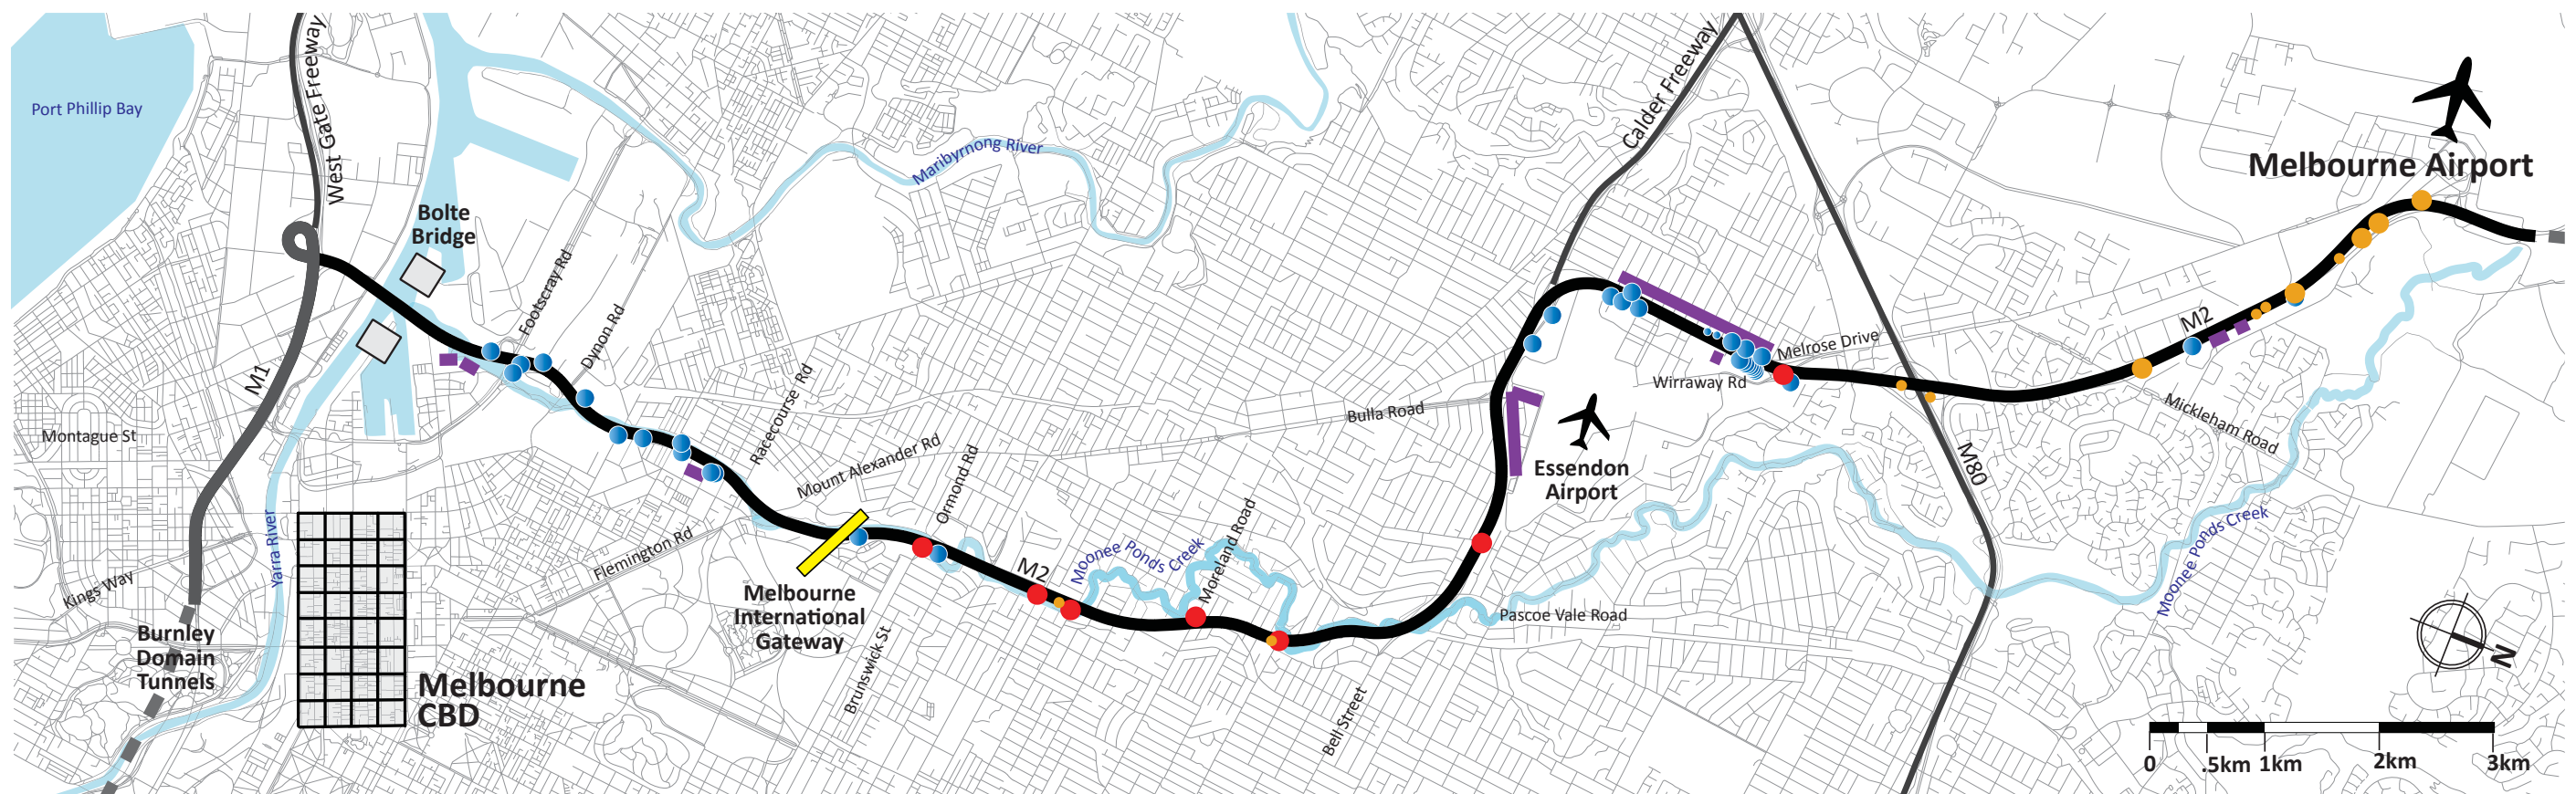 Port Phillip Bay
West Gate Freeway
Bolte
Bridge
Footscray Rd
Dynon Rd
Maribyrnong River
Calder Freeway
Melbourne Airport
M1
Montague St
Kings Way
Yarra River
Burnley
Domain
Tunnels
Melbourne
CBD
Racecourse Rd
Mount Alexander Rd
Flemington Rd
Melbourne
International
Gateway
Brunswick St
Ormond Rd
M2
Moonee Ponds Creek
Moreland Road
Bulla Road
Bell Street
Pascoe Vale Road
Essendon
Airport
Wirraway Rd
Melrose Drive
M80
M2
Mickleham Road
Moonee Ponds Creek
N
0 .5km 1km 2km 3km